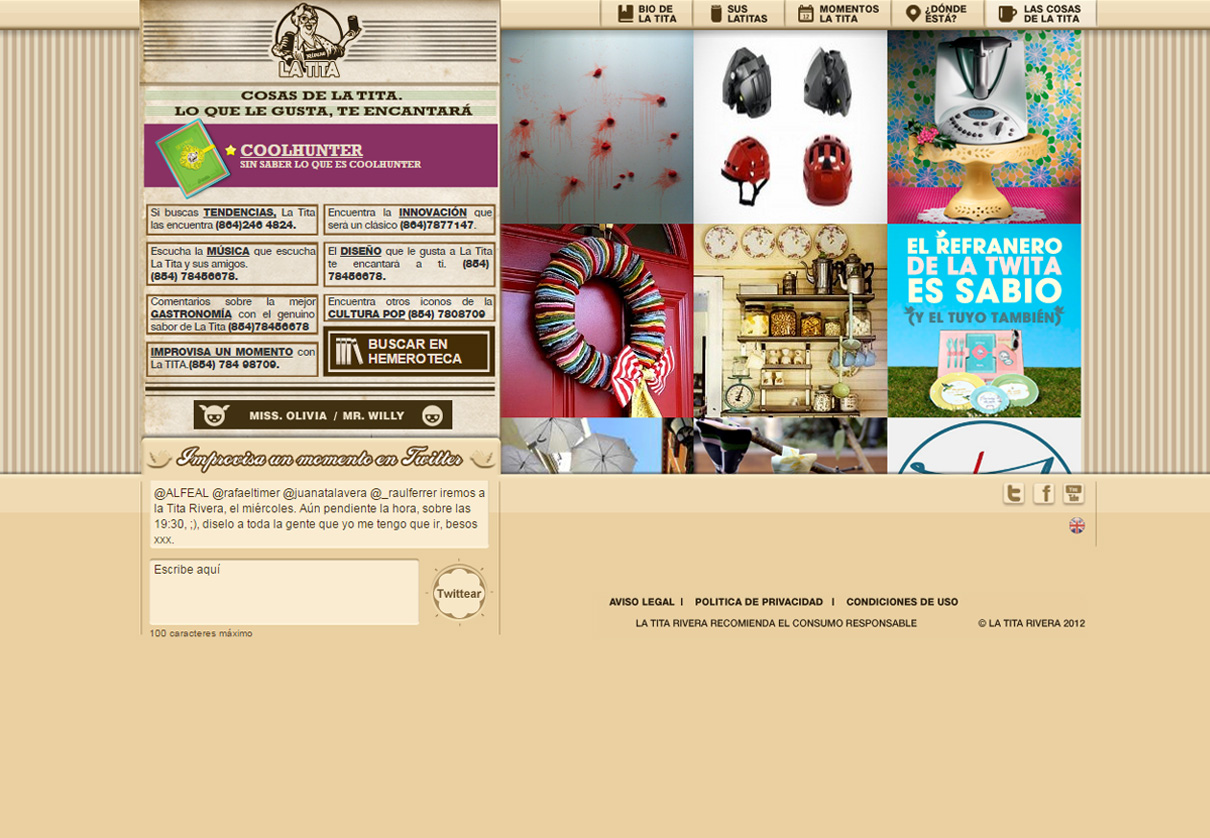 BIO DE
LA TITA
SUS
LATITAS
MOMENTOS
LA TITA
¿DÓNDE
ESTÁ?
LAS COSAS
DE LA TITA
LA TITA
COSAS DE LA TITA.
LO QUE LE GUSTA, TE ENCANTARÁ
COOLHUNTER
SIN SABER LO QUE ES COOLHUNTER
Si buscas TENDENCIAS, La Tita
las encuentra (864)246 4824.
Encuentra la INNOVACIÓN que
será un clásico (864)7877147.
Escucha la MÚSICA que escucha
La Tita y sus amigos.
(854) 78456678.
El DISEÑO que le gusta a La Tita
te encantará a ti. (854)
78456678.
Comentarios sobre la mejor
GASTRONOMÍA con el genuino
sabor de La Tita (854)78456678
Encuentra otros iconos de la
CULTURA POP (854) 7808709
IMPROVISA UN MOMENTO con
La TITA.(854) 784 98709.
BUSCAR EN
HEMEROTECA
MISS. OLIVIA / MR. WILLY
EL REFRANERO
DE LA TWITA
ES SABIO
(Y EL TUYO TAMBIÉN)
Improvisa un momento en Twitter
@ALFEAL @rafaeltimer @juanatalavera @_raulferrer iremos a
la Tita Rivera, el miércoles. Aún pendiente la hora, sobre las
19:30, ;), diselo a toda la gente que yo me tengo que ir, besos
xxx.
Escribe aquí
Twittear
100 caracteres máximo
AVISO LEGAL | POLITICA DE PRIVACIDAD | CONDICIONES DE USO
LA TITA RIVERA RECOMIENDA EL CONSUMO RESPONSABLE
© LA TITA RIVERA 2012